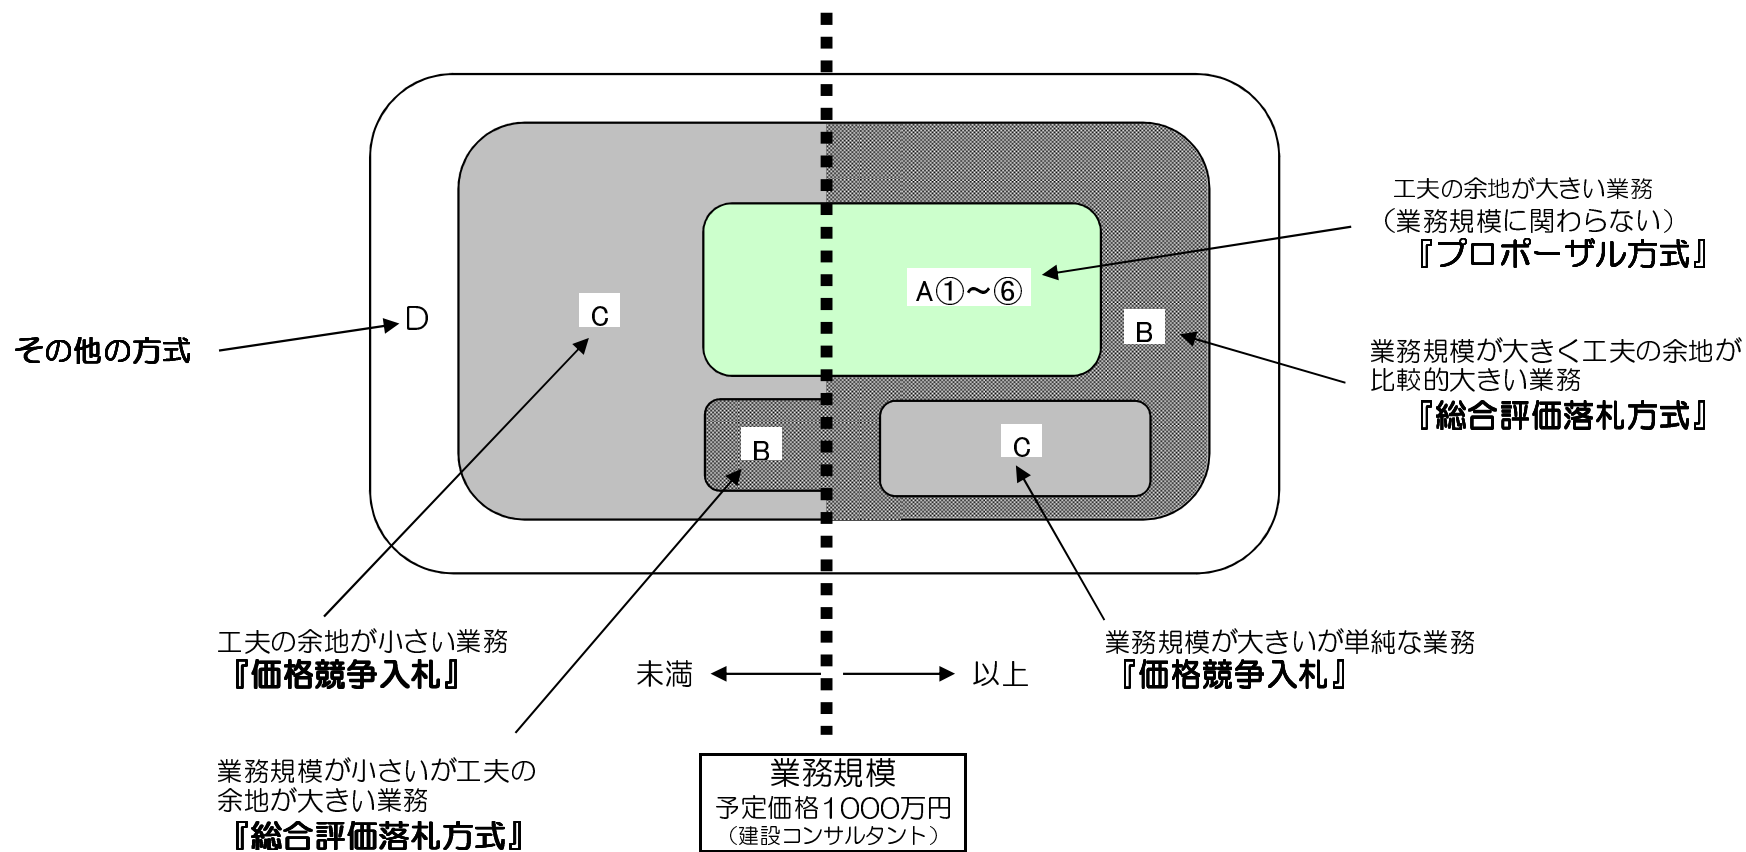 工夫の余地が大きい業務
（業務規模に関わらない）
『プロポーザル方式』
A①～⑥
C
D
B
その他の方式
業務規模が大きく工夫の余地が
比較的大きい業務
『総合評価落札方式』
B
C
工夫の余地が小さい業務
『価格競争入札』
未満
以上
業務規模が大きいが単純な業務
『価格競争入札』
業務規模が小さいが工夫の
余地が大きい業務
『総合評価落札方式』
業務規模
予定価格1000万円
（建設コンサルタント）